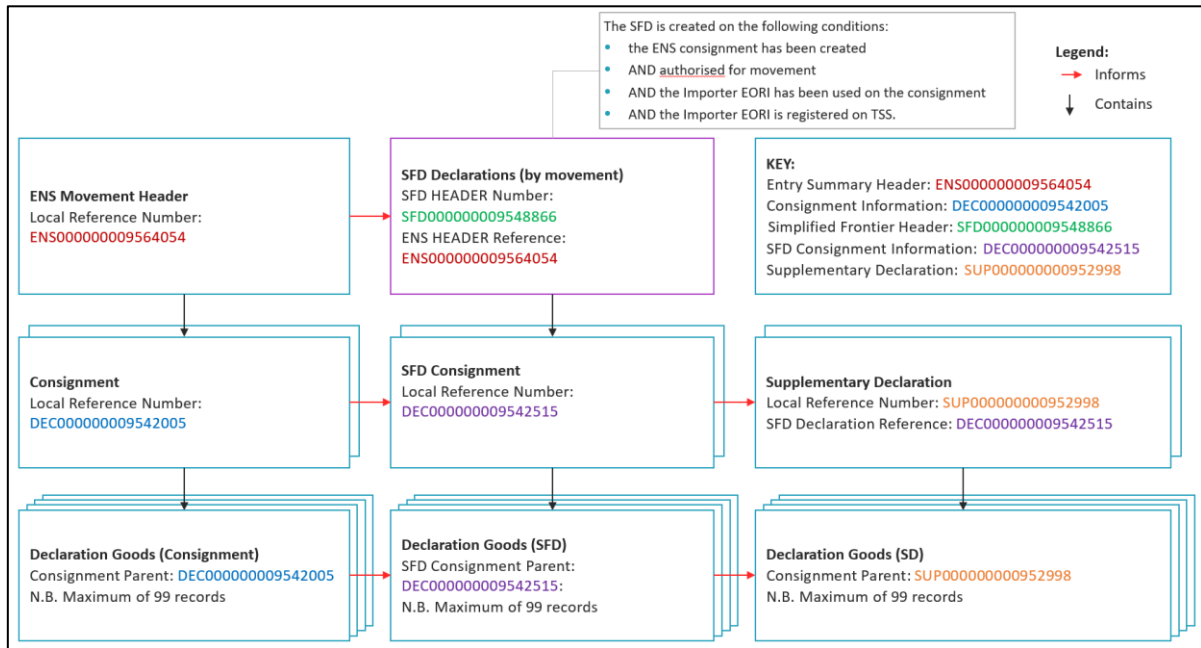 The SFD is created on the following conditions:
• the ENS consignment has been created
• AND authorised for movement
• AND the Importer EORI has been used on the consignment
• AND the Importer EORI is registered on TSS.
Legend:
Informs
Contains
ENS Movement Header
Local Reference Number:
ENS000000009564054
SFD Declarations (by movement)
SFD HEADER Number:
SFD000000009548866
ENS HEADER Reference:
ENS000000009564054
KEY:
Entry Summary Header: ENS000000009564054
Consignment Information: DEC000000009542005
Simplified Frontier Header: SFD000000009548866
SFD Consignment Information: DEC000000009542515
Supplementary Declaration: SUP000000000952998
Consignment
Local Reference Number:
DEC000000009542005
SFD Consignment
Local Reference Number:
DEC000000009542515
Supplementary Declaration
Local Reference Number: SUP000000000952998
SFD Declaration Reference: DEC000000009542515
Declaration Goods (Consignment)
Consignment Parent: DEC000000009542005
N.B. Maximum of 99 records
Declaration Goods (SFD)
SFD Consignment Parent:
DEC000000009542515:
N.B. Maximum of 99 records
Declaration Goods (SD)
Consignment Parent: SUP000000000952998
N.B. Maximum of 99 records